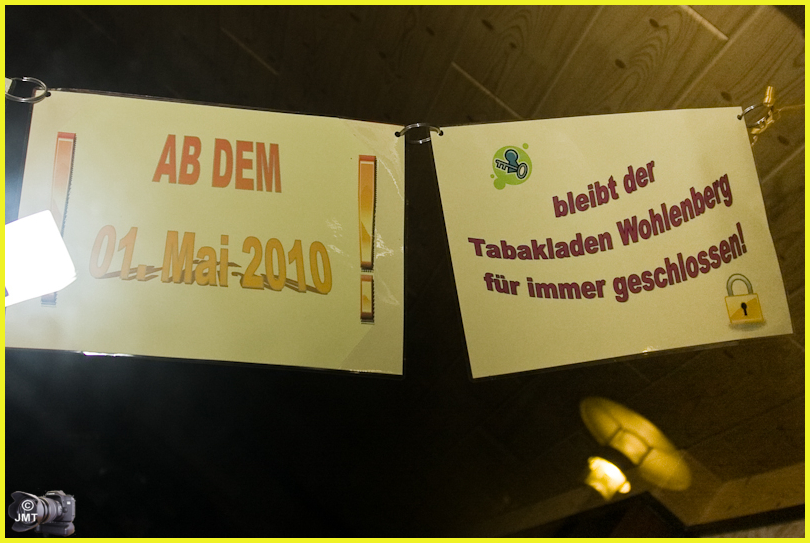 AB DEM
01. Mai 2010
bleibt der
Tabakladen Wohlenberg
für immer geschlossen!
©
JMT